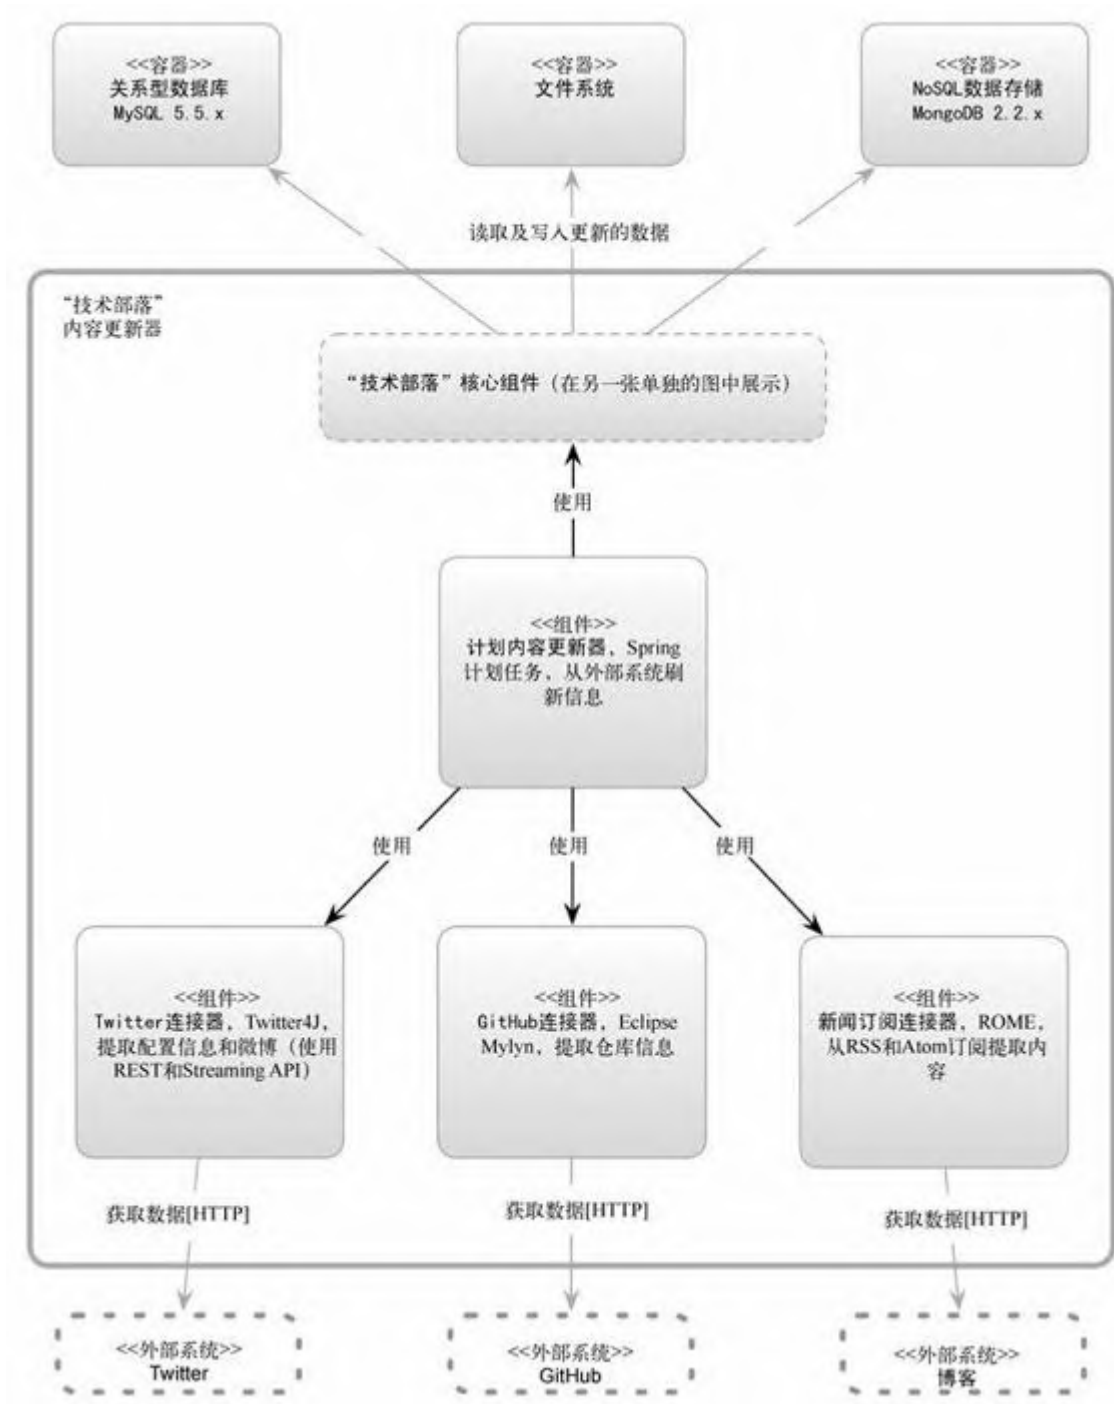 <<容器>>
关系型数据库
MySQL 5.5.x
<<容器>>
文件系统
<<容器>>
NoSQL数据存储
MongoDB 2.2.x
读取及写入更新的数据
“技术部落”
内容更新器
“技术部落”核心组件（在另一张单独的图中展示）
使用
<<组件>>
计划内容更新器，Spring
计划任务，从外部系统刷
新信息
使用
使用
使用
<<组件>>
Twitter连接器，Twitter4J，
提取配置信息和微博（使用
REST和Streaming API）
<<组件>>
GitHub连接器，Eclipse
Mylyn，提取仓库信息
<<组件>>
新闻订阅连接器，ROME，
从RSS和Atom订阅提取内
容
获取数据[HTTP]
获取数据[HTTP]
获取数据[HTTP]
<<外部系统>>
Twitter
<<外部系统>>
GitHub
<<外部系统>>
博客